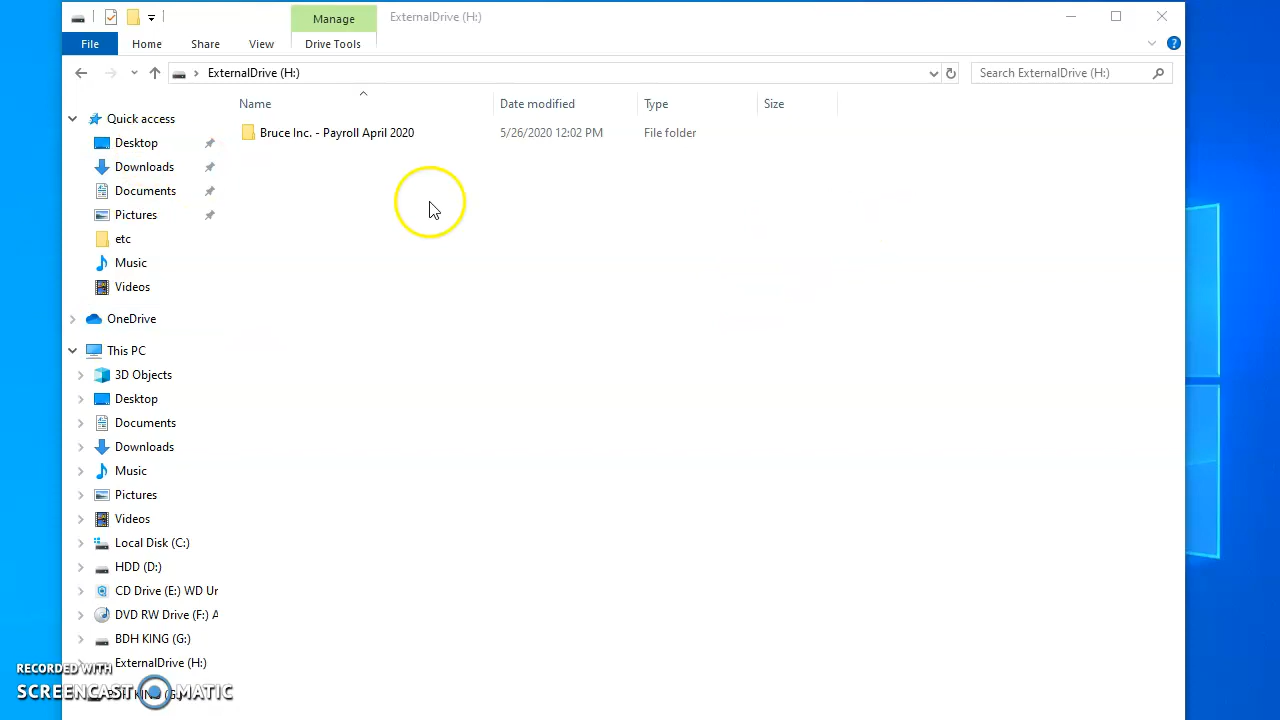 Manage
ExternalDrive (H:)
File
Home
Share
View
Drive Tools
?
ExternalDrive (H:)
Search ExternalDrive (H:)
Name
Date modified
Type
Size
Bruce Inc. - Payroll April 2020
5/26/2020 12:02 PM
File folder
Quick access
Desktop
Downloads
Documents
Pictures
etc
Music
Videos
OneDrive
This PC
3D Objects
Desktop
Documents
Downloads
Music
Pictures
Videos
Local Disk (C:)
HDD (D:)
CD Drive (E:) WD Ur
DVD RW Drive (F:) A
BDH KING (G:)
ExternalDrive (H:)
RECORDED WITH
SCREENCAST MATIC